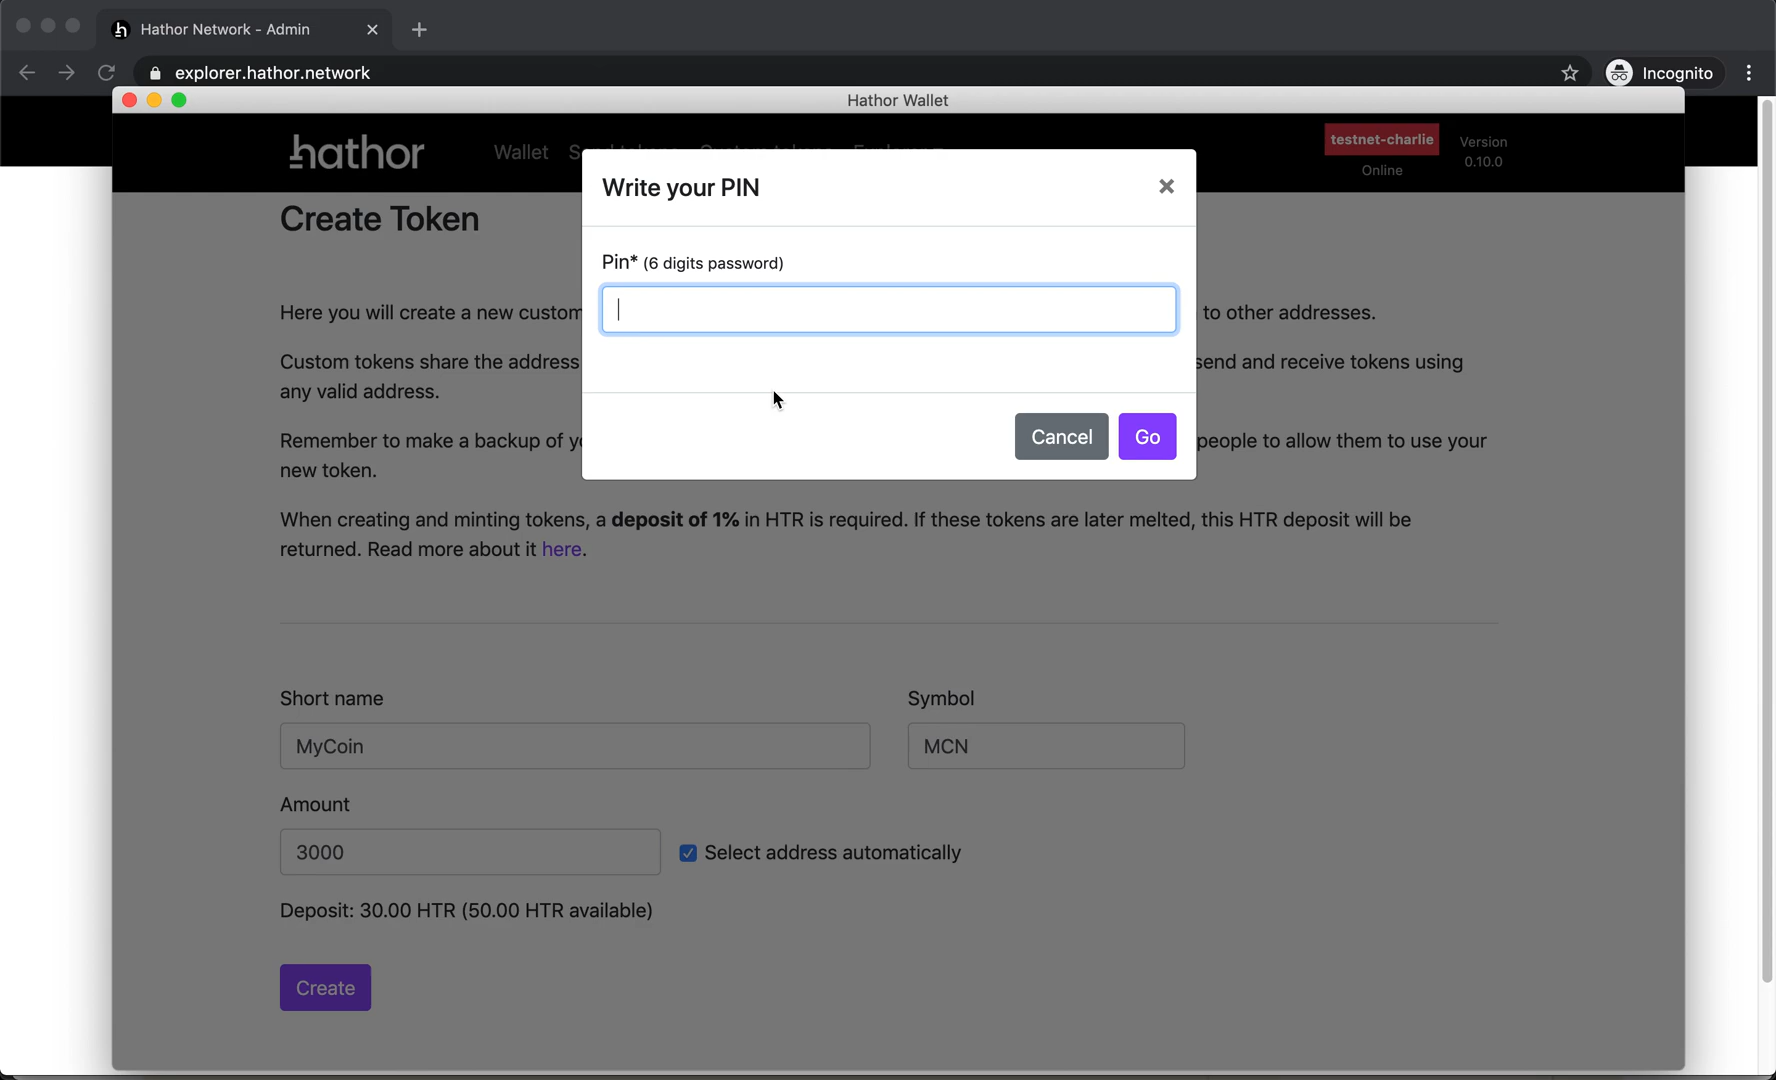 Hathor Network - Admin
explorer.hathor.network
Incognito
Hathor Wallet
hathor
Wallet
testnet-charlie
Online
Version
0.10.0
Write your PIN
Pin* (6 digits password)
Cancel
Go
Create Token
Here you will create a new custom to other addresses.
Custom tokens share the address send and receive tokens using
any valid address.
Remember to make a backup of people to allow them to use your
new token.
When creating and minting tokens, a deposit of 1% in HTR is required. If these tokens are later melted, this HTR deposit will be
returned. Read more about it here.
Short name
Symbol
MyCoin
MCN
Amount
3000
Select address automatically
Deposit: 30.00 HTR (50.00 HTR available)
Create